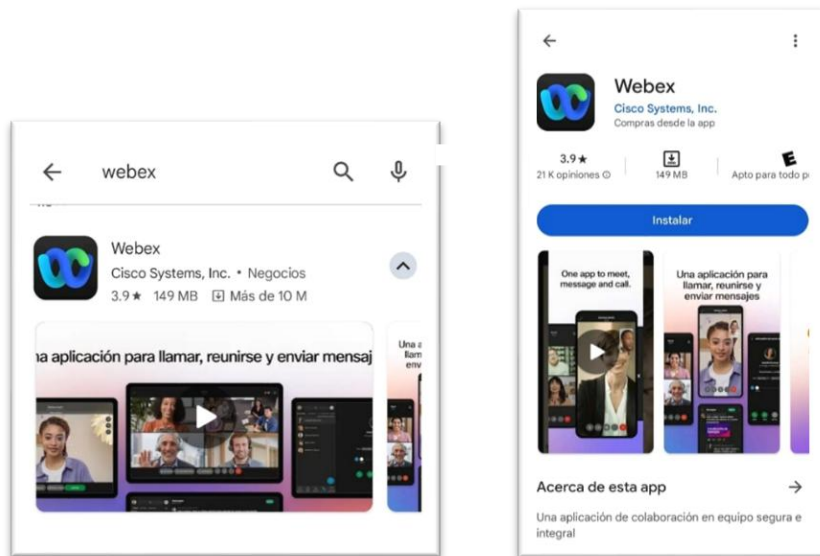 webex
Webex
Cisco Systems, Inc. • Negocios
3.9★ 149 MB Más de 10 M
na aplicación para llamar, reunirse y enviar mensaj
Una a
llam
env
Webex
Cisco Systems, Inc.
Compras desde la app
3.9★
21 K opiniones
149 MB
E
Apto para todo p
Instalar
One app to meet,
message and call.
Una aplicación para
llamar, reunirse y
enviar mensajes
Acerca de esta app
Una aplicación de colaboración en equipo segura e
integral